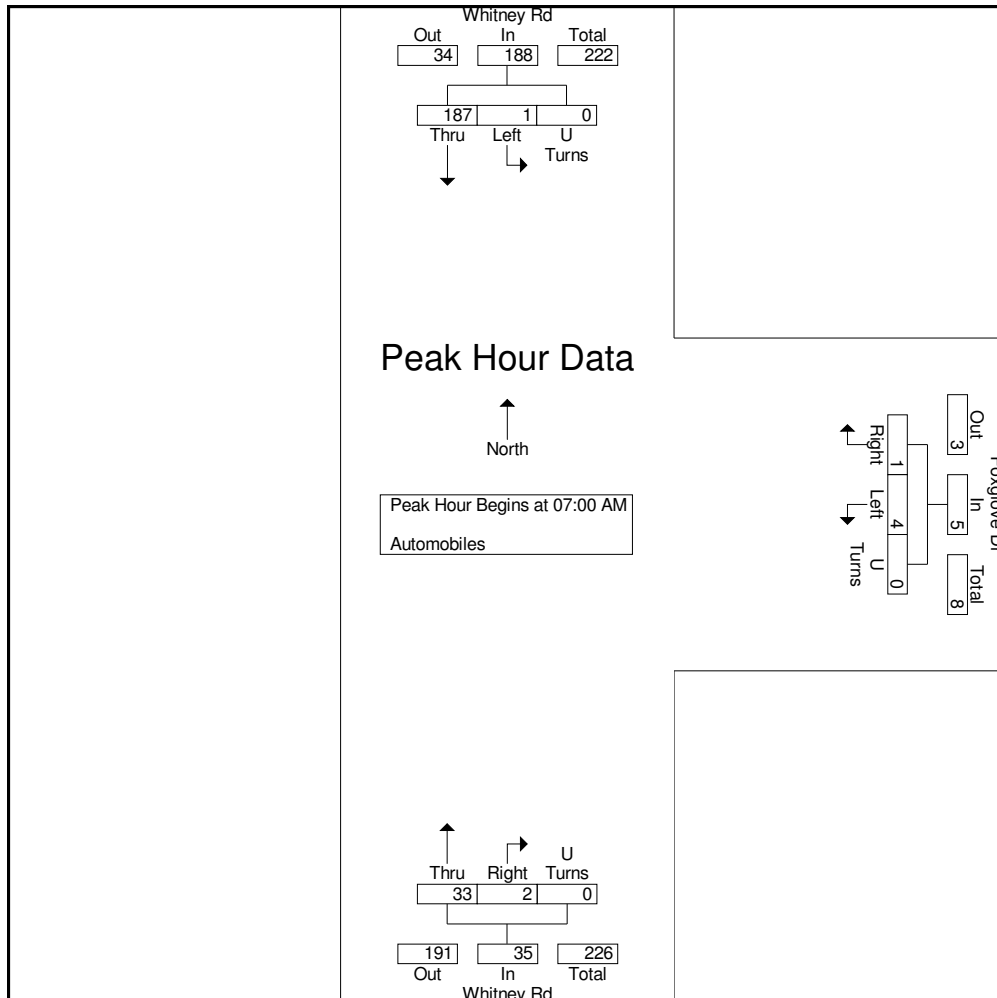 Whitney Rd
Out In Total
34 188 222
187 1 0
Thru Left U
Turns
Peak Hour Data
North
Peak Hour Begins at 07:00 AM
Automobiles
Out In Total
3 5 8
1 4 0
Right Left U
Turns
U
Thru Right Turns
33 2 0
191 35 226
Out In Total
Whitney Rd